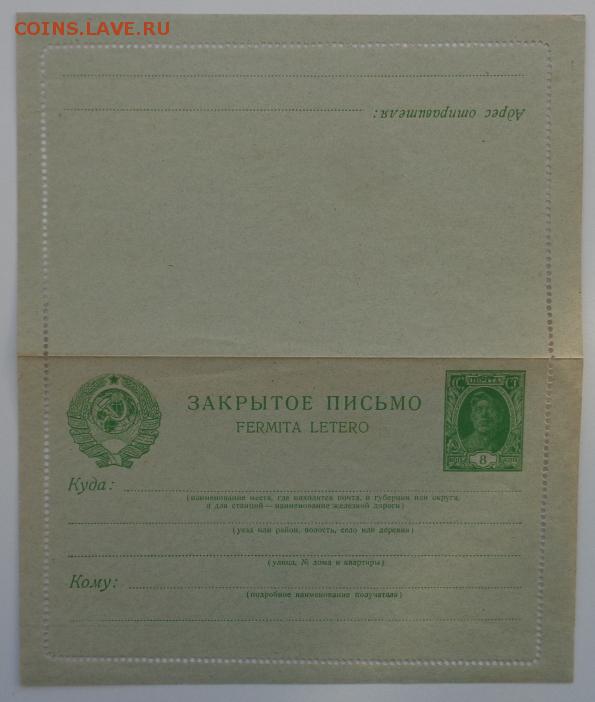 COINS.LAVE.RU
Адрес отправителя:
ЗАКРЫТОЕ ПИСЬМО
FERMITA LETERO
8
Куда:
(наименование места, где находится почта, и губернии или округа,
а для станций — наименование железной дороги)
(уезд или район, волость, село или деревня)
(улица, № дома и квартиры)
Кому:
(подробное наименование получателя)